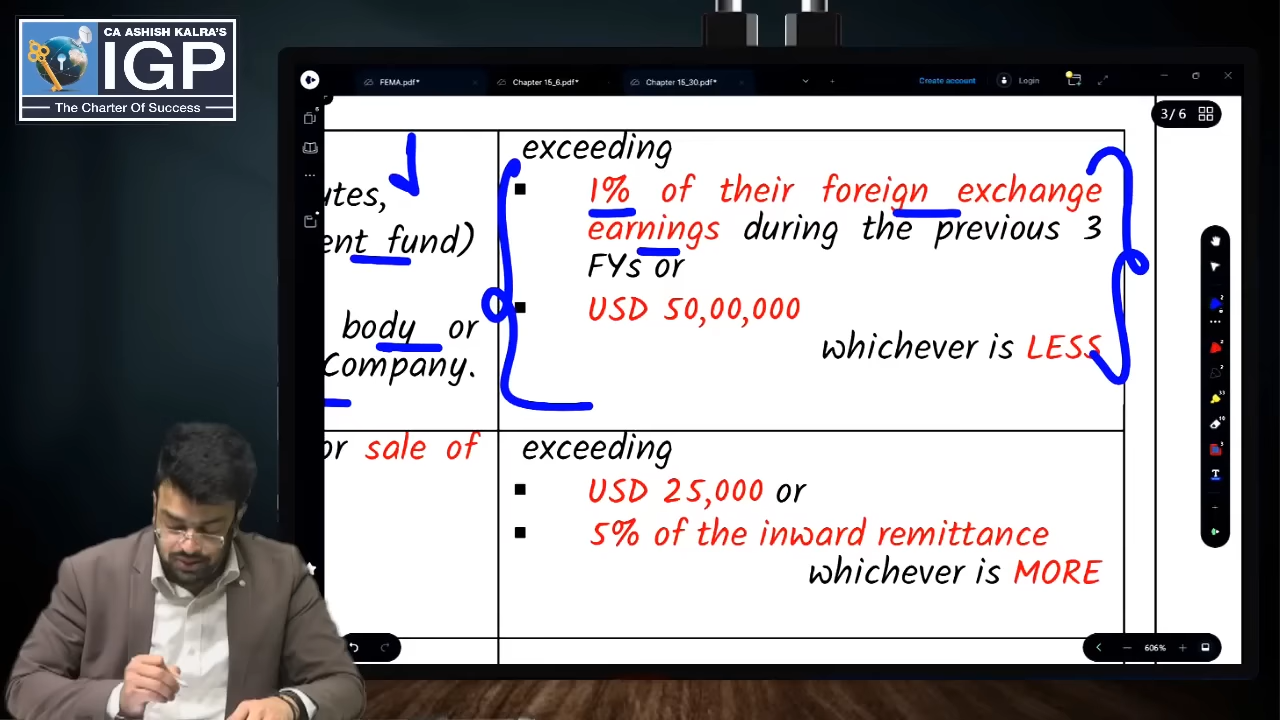 CA ASHISH KALRA'S
IGP
The Charter Of Success
FEMA.pdf*
Chapter 15_6.pdf*
Chapter 15_30.pdf*
Create account
Login
3/6
utes,
ent fund)
body or
Company.
or sale of
exceeding
▪ 1% of their foreign exchange
earnings during the previous 3
FYs or
▪ USD 50,00,000
whichever is LESS
exceeding
▪ USD 25,000 or
▪ 5% of the inward remittance
whichever is MORE
606%